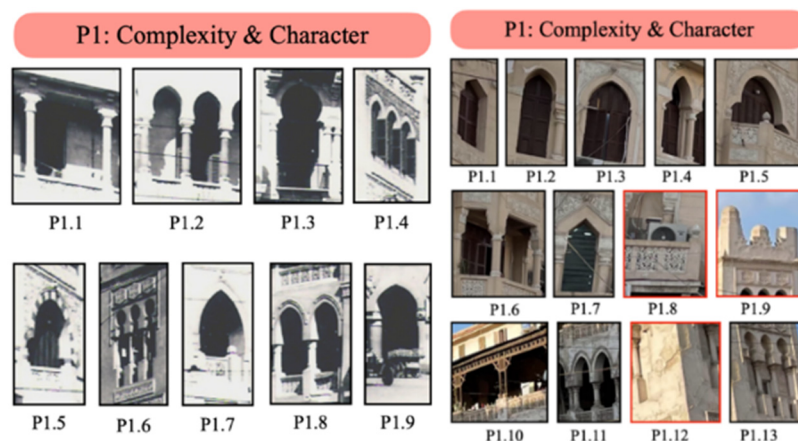 P1: Complexity & Character
P1.1 P1.2 P1.3 P1.4
P1.5 P1.6 P1.7 P1.8 P1.9
P1: Complexity & Character
P1.1 P1.2 P1.3 P1.4 P1.5
P1.6 P1.7 P1.8 P1.9
P1.10 P1.11 P1.12 P1.13